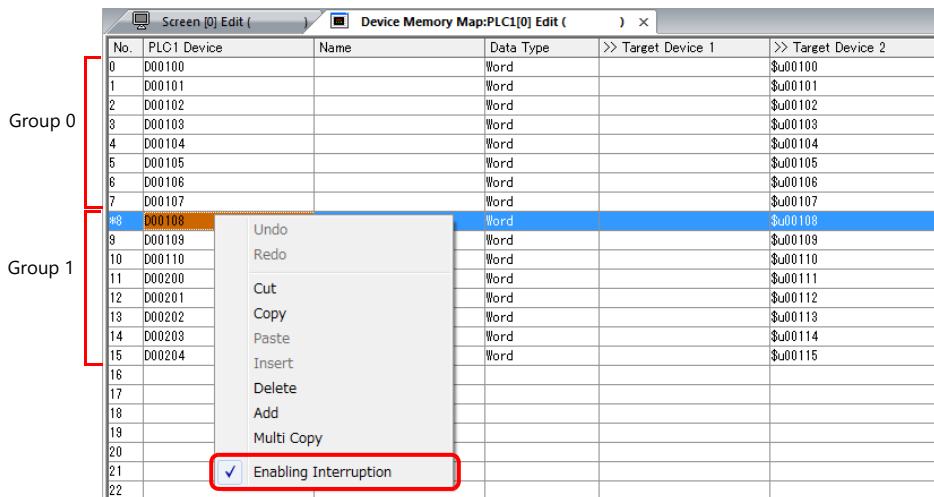 Screen [0] Edit ( ) Device Memory Map:PLC1[0] Edit ( ) ×
No. PLC1 Device Name Data Type >> Target Device 1 >> Target Device 2
0 D00100 Word $u00100
1 D00101 Word $u00101
2 D00102 Word $u00102
Group 0
3 D00103 Word $u00103
4 D00104 Word $u00104
5 D00105 Word $u00105
6 D00106 Word $u00106
7 D00107 Word $u00107
*8 D00108 Word $u00108
9 D00109 Word $u00109
10 D00110 Word $u00110
Group 1
11 D00200 Word $u00111
12 D00201 Word $u00112
13 D00202 Word $u00113
14 D00203 Word $u00114
15 D00204 Word $u00115
16
17
18
19
20
21
22
Undo
Redo
Cut
Copy
Paste
Insert
Delete
Add
Multi Copy
Enabling Interruption